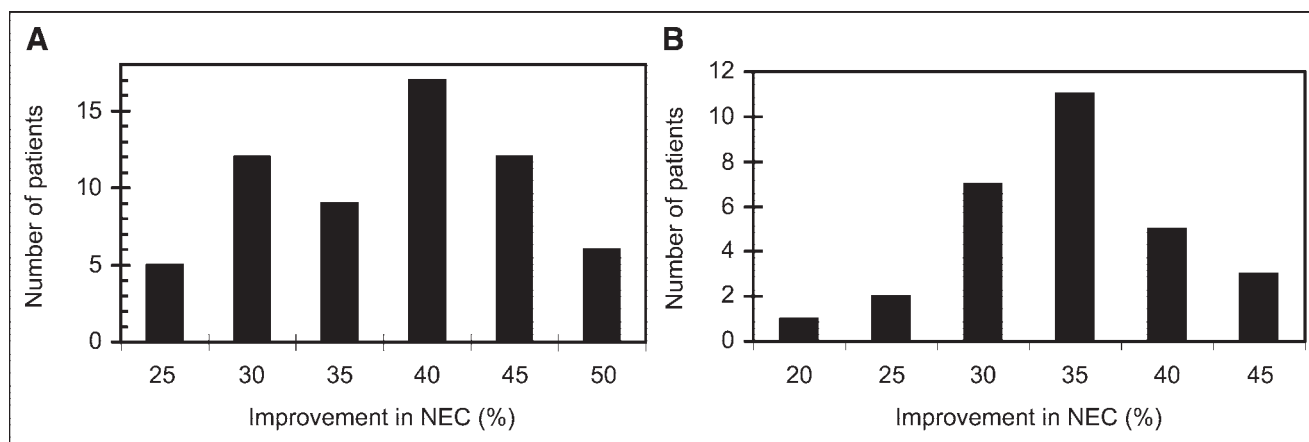 A
Number of patients
15
10
5
0
25 30 35 40 45 50
Improvement in NEC (%)
B
Number of patients
12
10
8
6
4
2
0
20 25 30 35 40 45
Improvement in NEC (%)